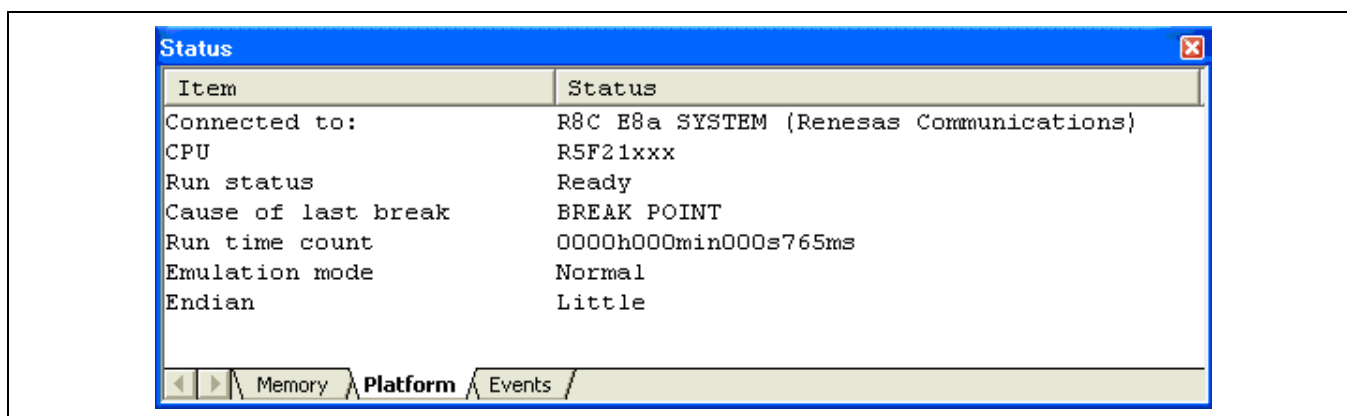 Status
Item Status
Connected to: R8C E8a SYSTEM (Renesas Communications)
CPU R5F21xxx
Run status Ready
Cause of last break BREAK POINT
Run time count 0000h000min000s765ms
Emulation mode Normal
Endian Little
Memory Platform Events